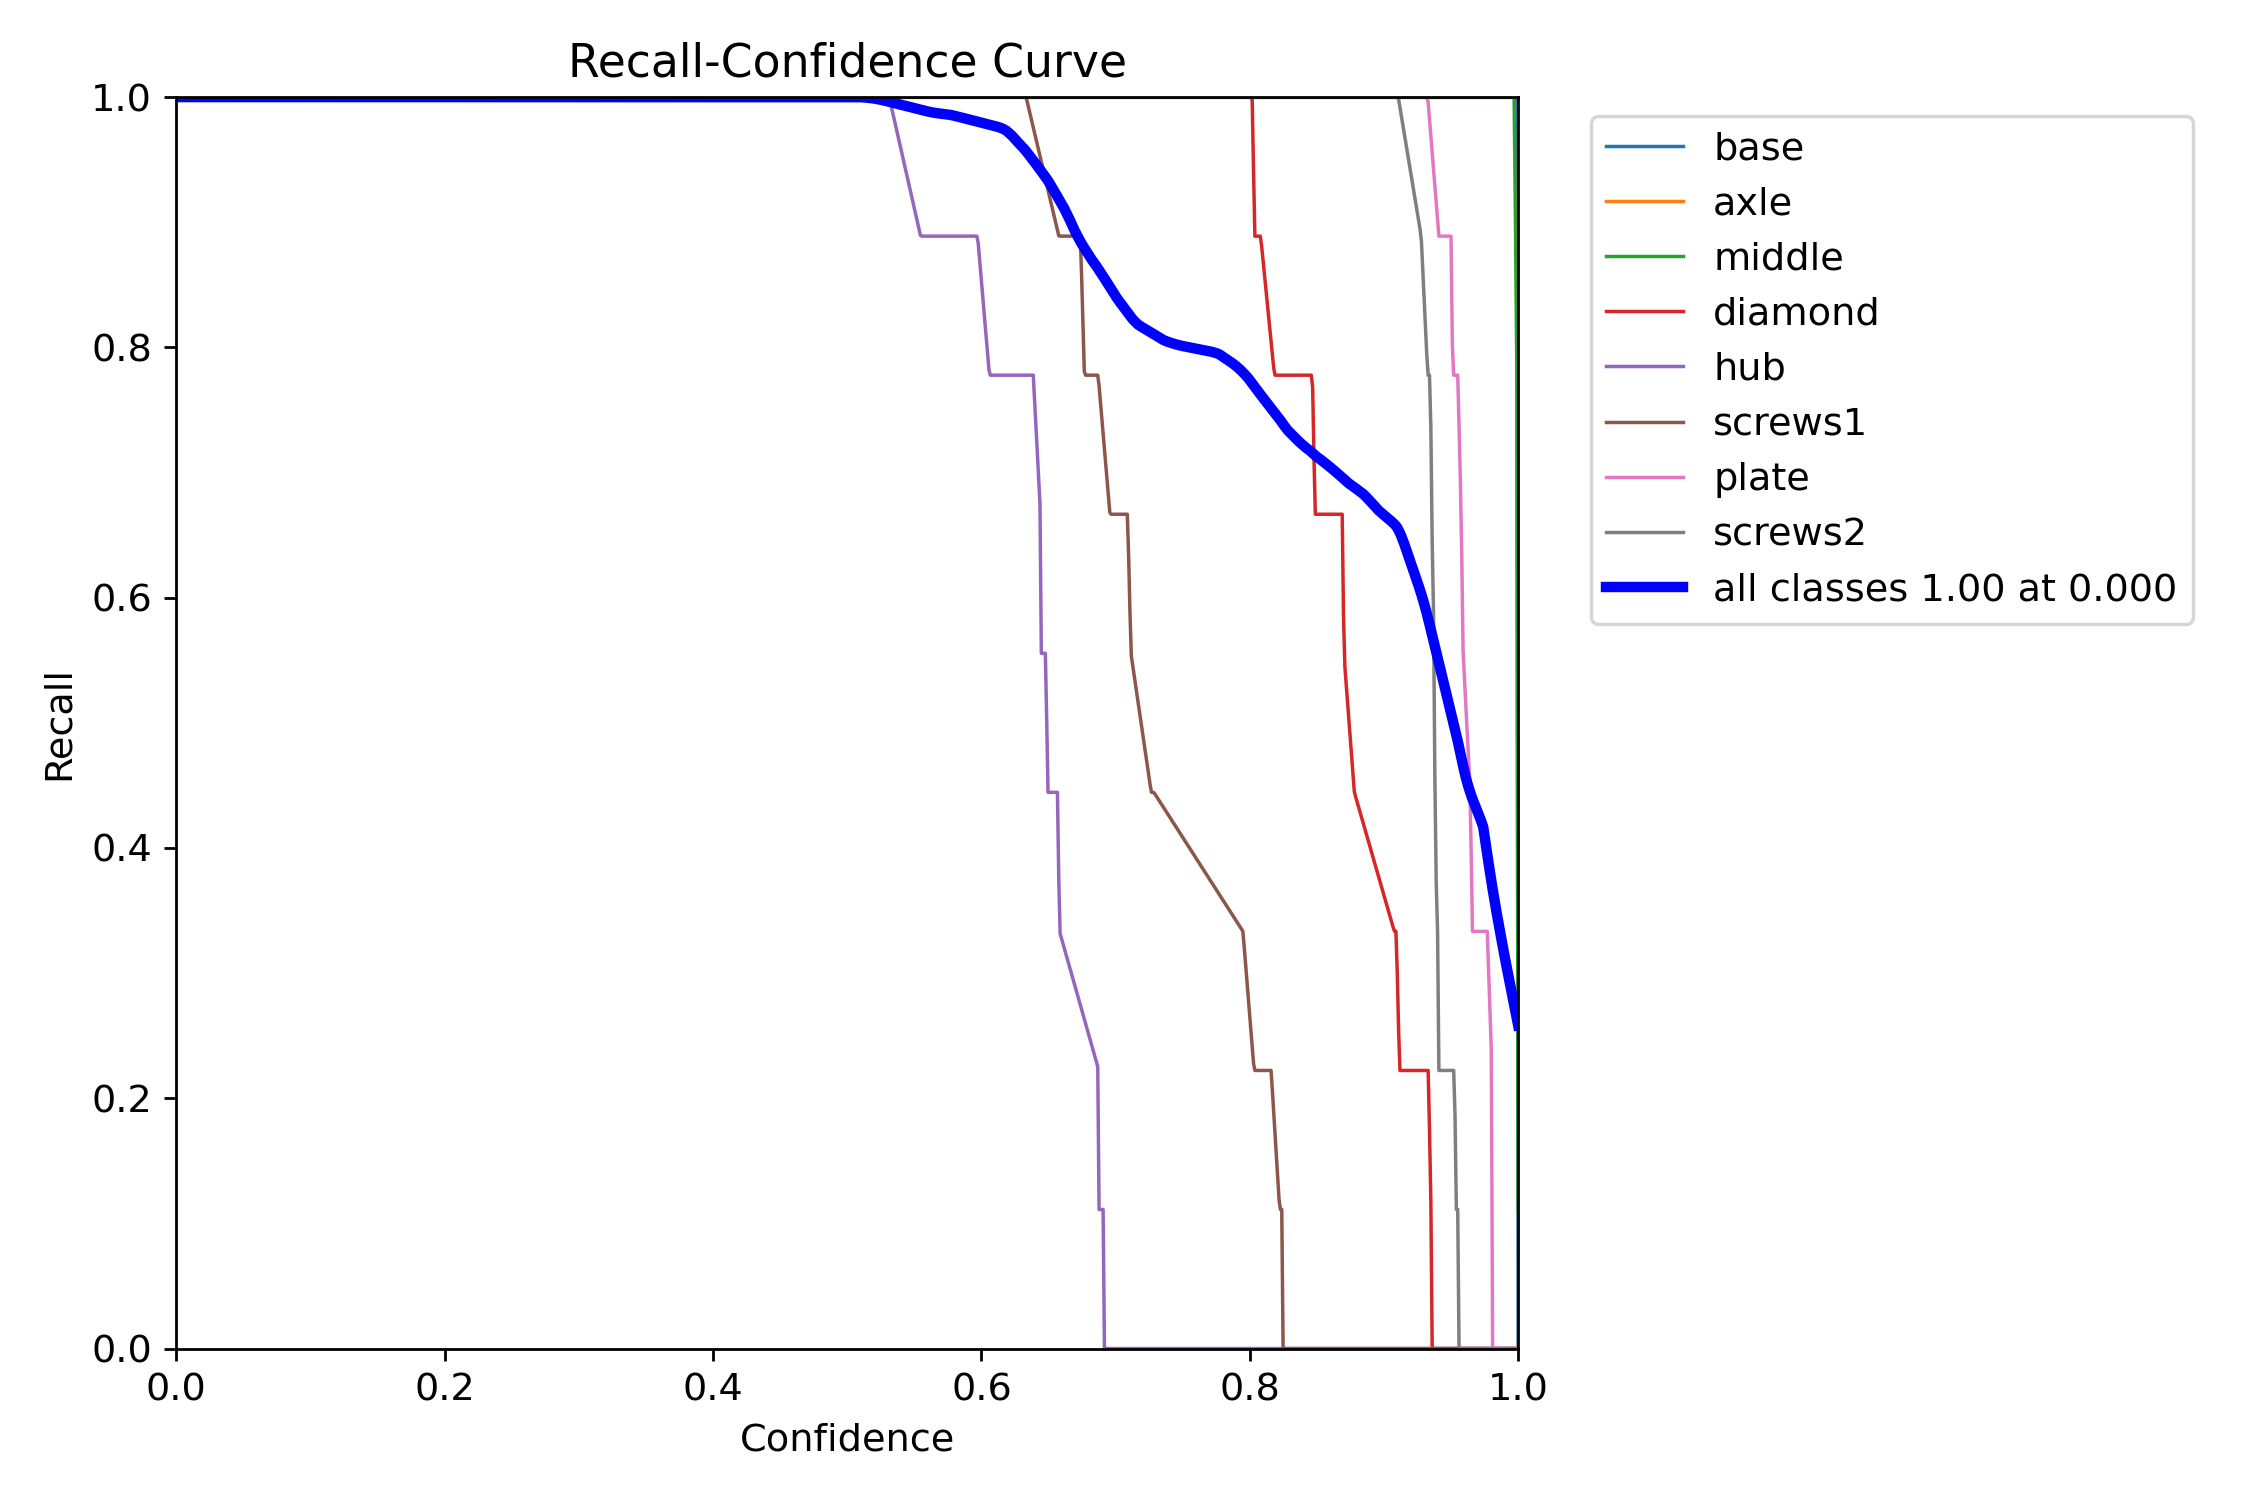 Recall-Confidence Curve
1.0
0.8
0.6
0.4
0.2
0.0
Recall
0.0 0.2 0.4 0.6 0.8 1.0
Confidence
base
axle
middle
diamond
hub
screws1
plate
screws2
all classes 1.00 at 0.000